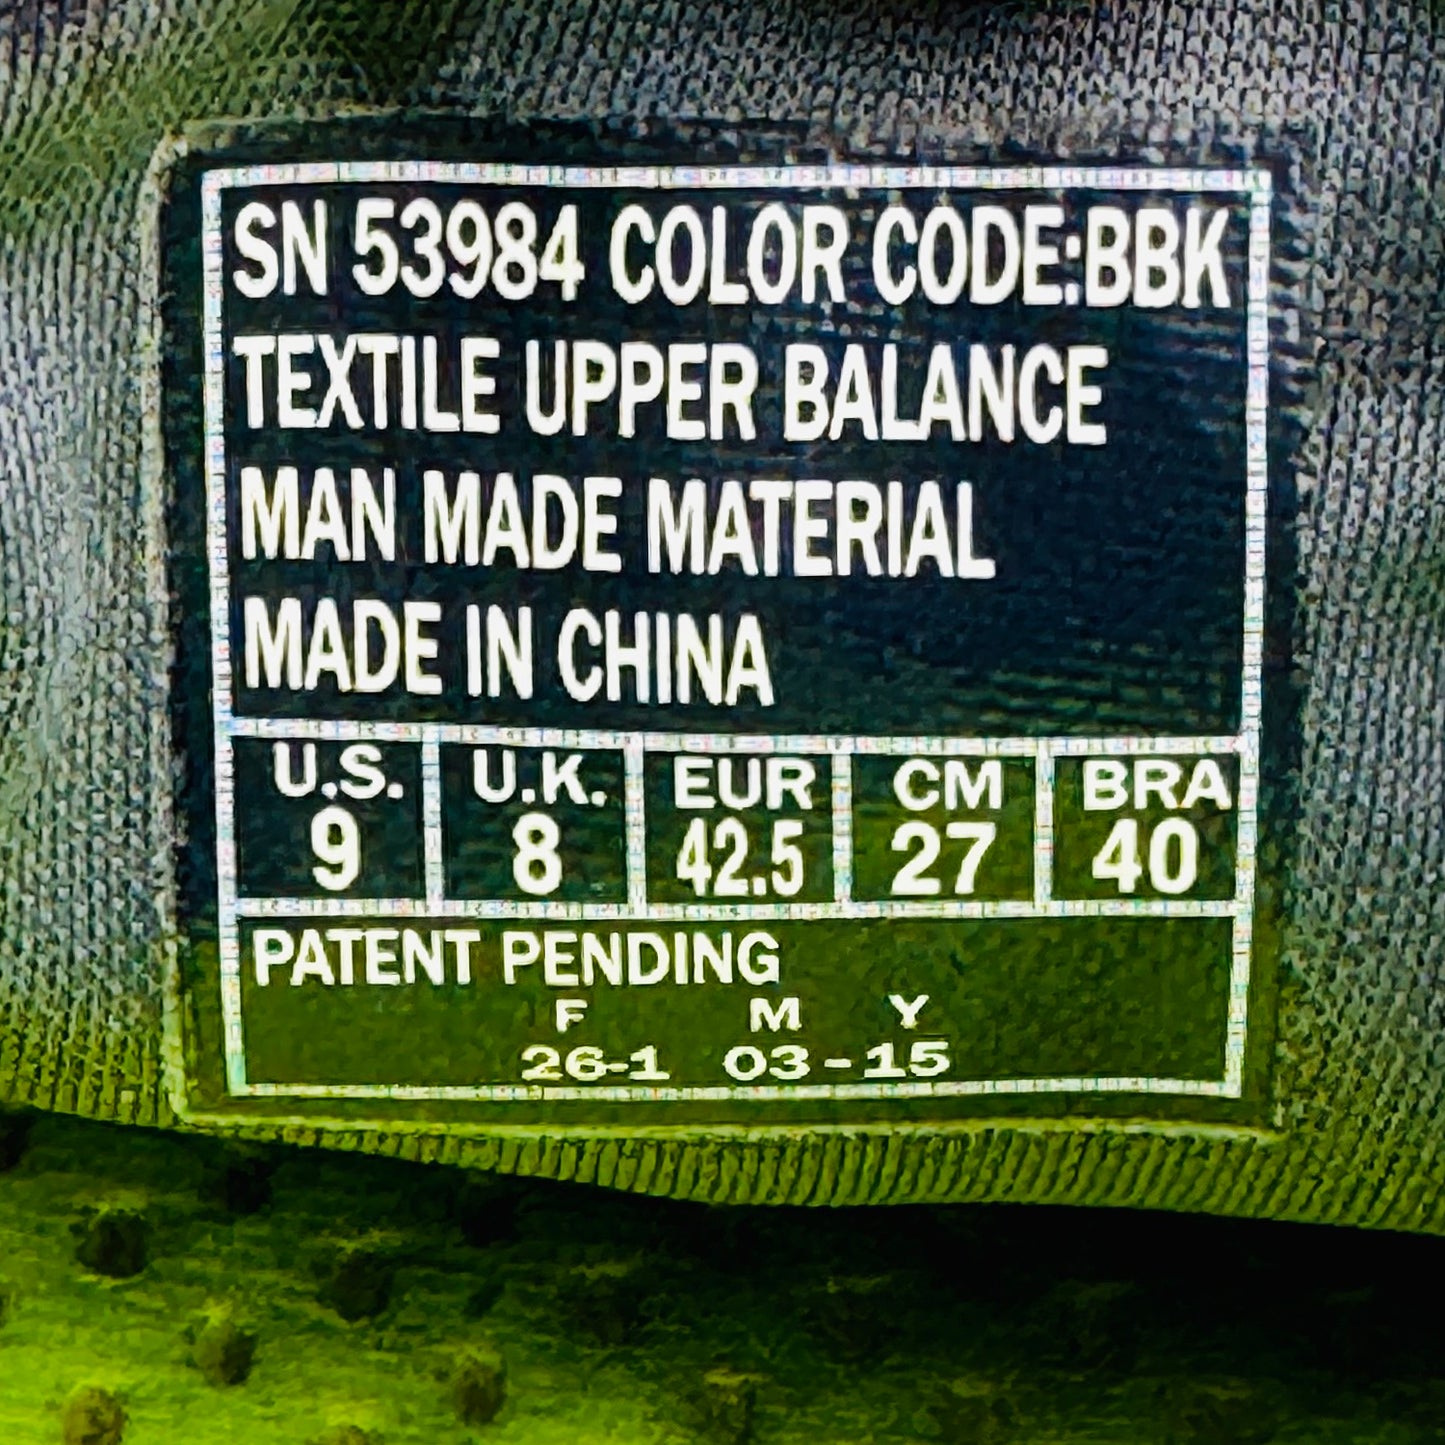 SN 53984 COLOR CODE:BBK
TEXTILE UPPER BALANCE
MAN MADE MATERIAL
MADE IN CHINA
U.S. U.K. EUR CM BRA
9 8 42.5 27 40
PATENT PENDING
F M Y
26-1 03-15